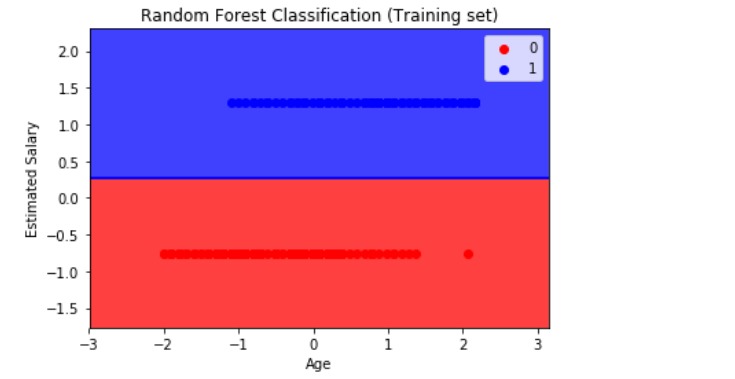 Random Forest Classification (Training set)
0
1
Estimated Salary
2.0
1.5
1.0
0.5
0.0
−0.5
−1.0
−1.5
−3 −2 −1 0 1 2 3
Age